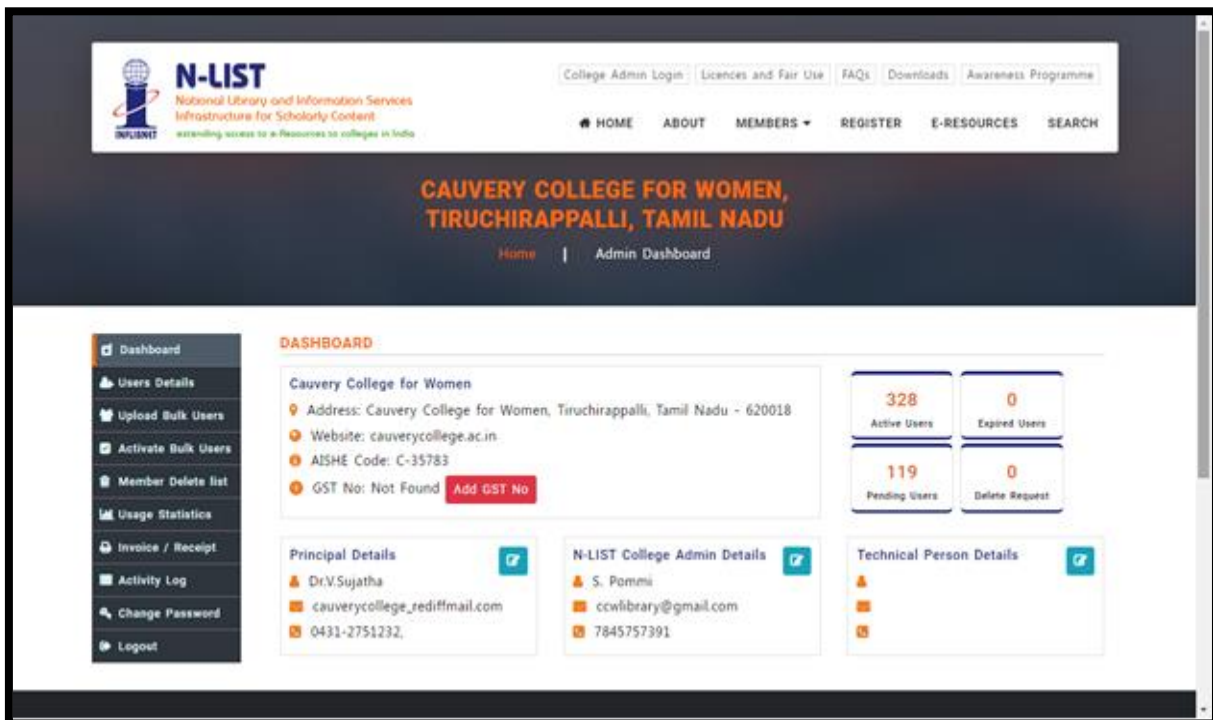 N-LIST
National Library and Information Services
Infrastructure for Scholarly Content
extending access to e-Resources to colleges in India
INFLIBNET
College Admin Login
Licences and Fair Use
FAQs
Downloads
Awareness Programme
HOME
ABOUT
MEMBERS
REGISTER
E-RESOURCES
SEARCH
CAUVERY COLLEGE FOR WOMEN,
TIRUCHIRAPPALLI, TAMIL NADU
Home | Admin Dashboard
Dashboard
Users Details
Upload Bulk Users
Activate Bulk Users
Member Delete list
Usage Statistics
Invoice / Receipt
Activity Log
Change Password
Logout
DASHBOARD
Cauvery College for Women
Address: Cauvery College for Women, Tiruchirappalli, Tamil Nadu - 620018
Website: cauverycollege.ac.in
AISHE Code: C-35783
GST No: Not Found Add GST No
328
Active Users
0
Expired Users
119
Pending Users
0
Delete Request
Principal Details
Dr.V.Sujatha
cauverycollege_rediffmail.com
0431-2751232,
N-LIST College Admin Details
S. Pommi
ccwlibrary@gmail.com
7845757391
Technical Person Details